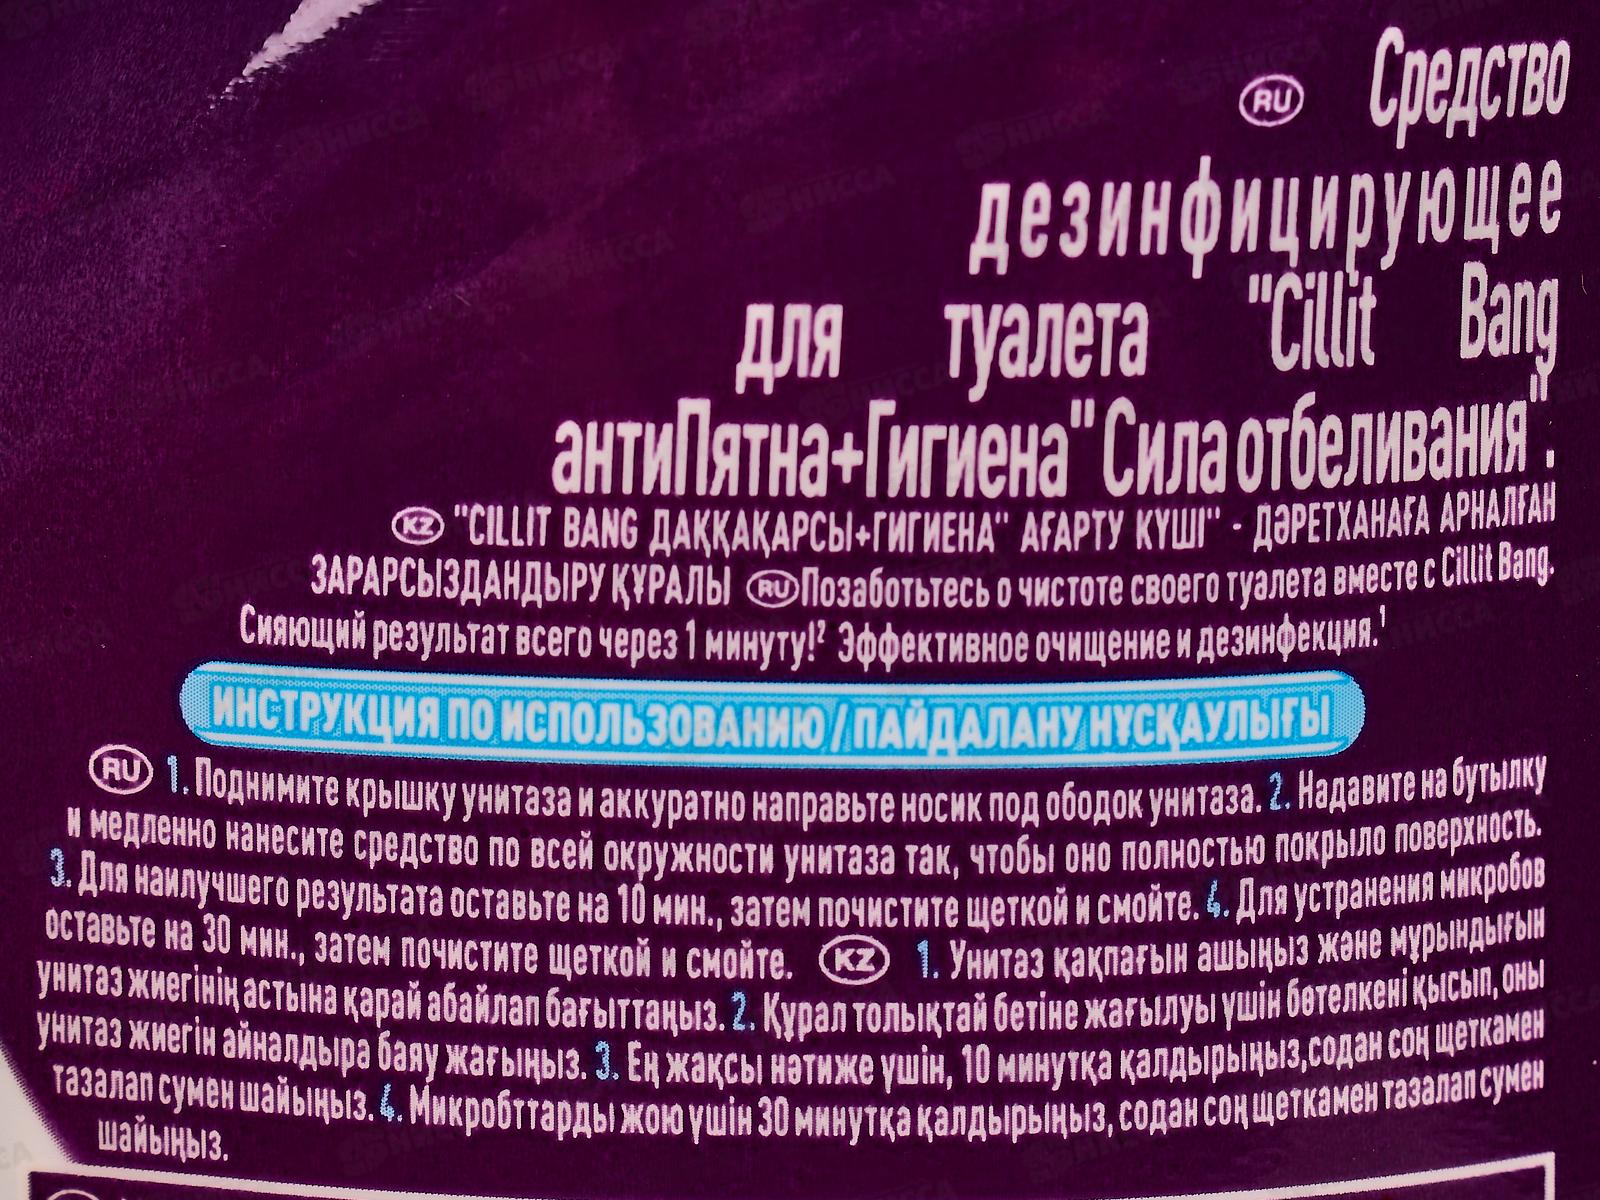 RU Средство
дезинфицирующее
для туалета "Cillit Bang
антиПятна+Гигиена" Сила отбеливания".
KZ "CILLIT BANG ДАҚҚАҚАРСЫ+ГИГИЕНА" АҒАРТУ КҮШІ" - ДӘРЕТХАНАҒА АРНАЛҒАН
ЗАРАРСЫЗДАНДЫРУ ҚҰРАЛЫ RU Позаботьтесь о чистоте своего туалета вместе с Cillit Bang.
Сияющий результат всего через 1 минуту!² Эффективное очищение и дезинфекция.¹
ИНСТРУКЦИЯ ПО ИСПОЛЬЗОВАНИЮ / ПАЙДАЛАНУ НҰСҚАУЛЫҒЫ
RU 1. Поднимите крышку унитаза и аккуратно направьте носик под ободок унитаза. 2. Надавите на бутылку
и медленно нанесите средство по всей окружности унитаза так, чтобы оно полностью покрыло поверхность.
3. Для наилучшего результата оставьте на 10 мин., затем почистите щеткой и смойте. 4. Для устранения микробов
оставьте на 30 мин., затем почистите щеткой и смойте. KZ 1. Унитаз қақпағын ашыңыз және мұрындығын
унитаз жиегінің астына қарай абайлап бағыттаңыз. 2. Құрал толықтай бетіне жағылуы үшін бөтелкені қысып, оны
унитаз жиегін айналдыра баяу жағыңыз. 3. Ең жақсы нәтиже үшін, 10 минутқа қалдырыңыз,содан соң щеткамен
тазалап сумен шайыңыз. 4. Микробттарды жою үшін 30 минутқа қалдырыңыз, содан соң щеткамен тазалап сумен
шайыңыз.